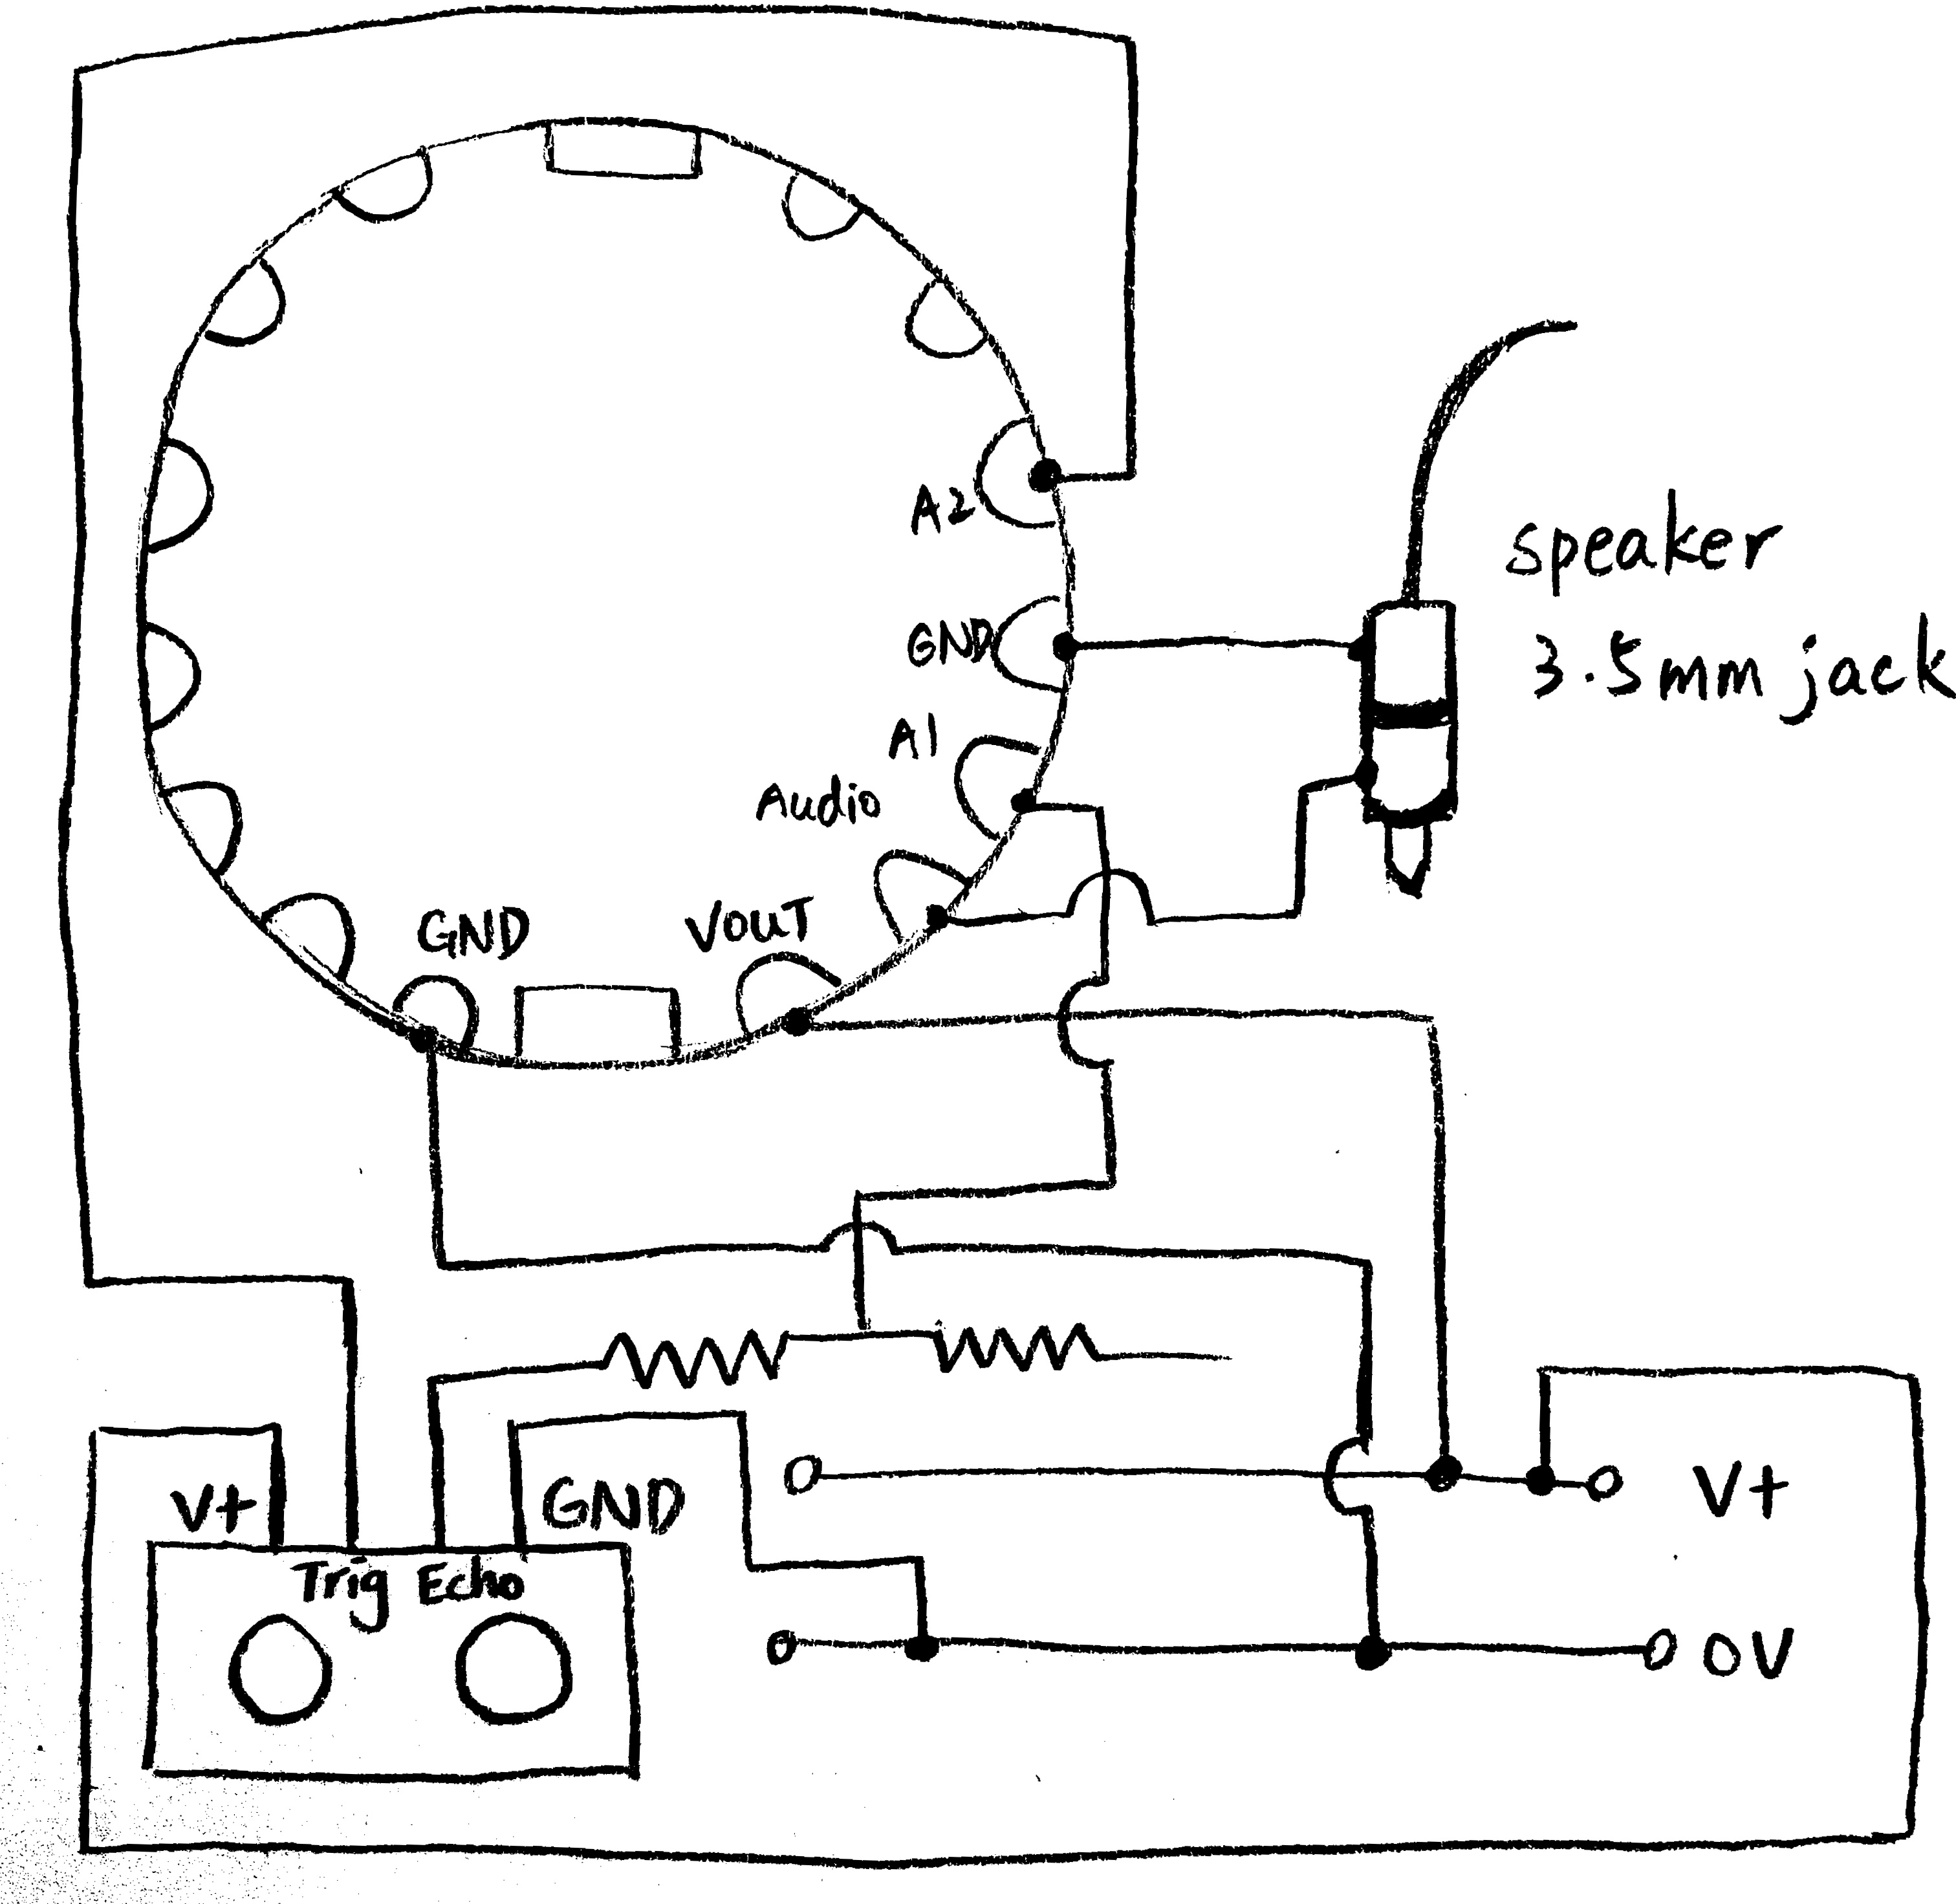 A2
speaker
3.5mm jack
GND
A1
Audio
GND
VOUT
V+
GND
V+
Trig Echo
0V